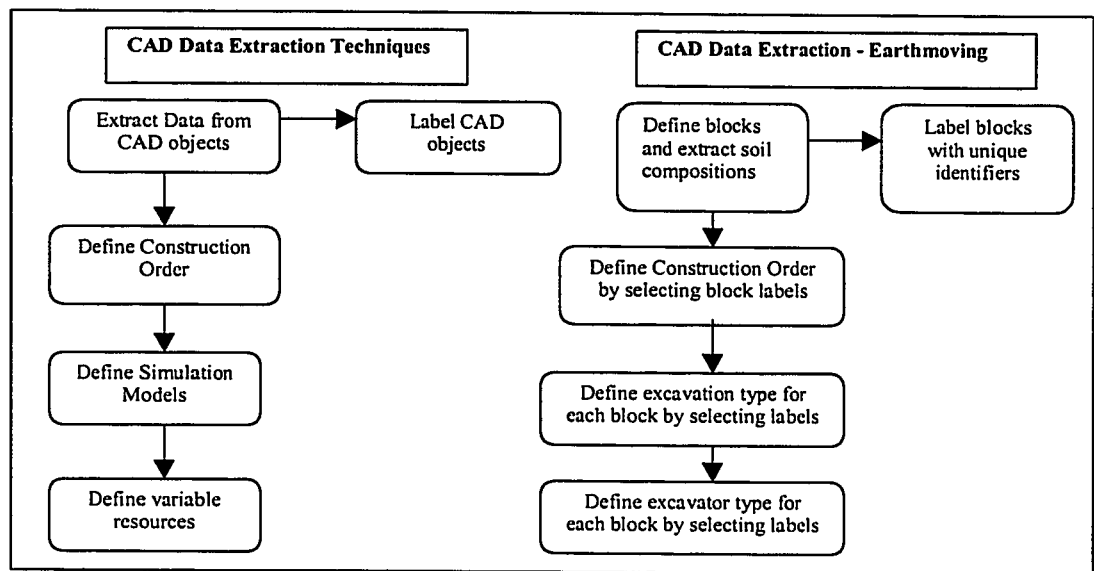 CAD Data Extraction Techniques
Extract Data from
CAD objects
Label CAD
objects
Define Construction
Order
Define Simulation
Models
Define variable
resources
CAD Data Extraction - Earthmoving
Define blocks
and extract soil
compositions
Label blocks
with unique
identifiers
Define Construction Order
by selecting block labels
Define excavation type for
each block by selecting labels
Define excavator type for
each block by selecting labels